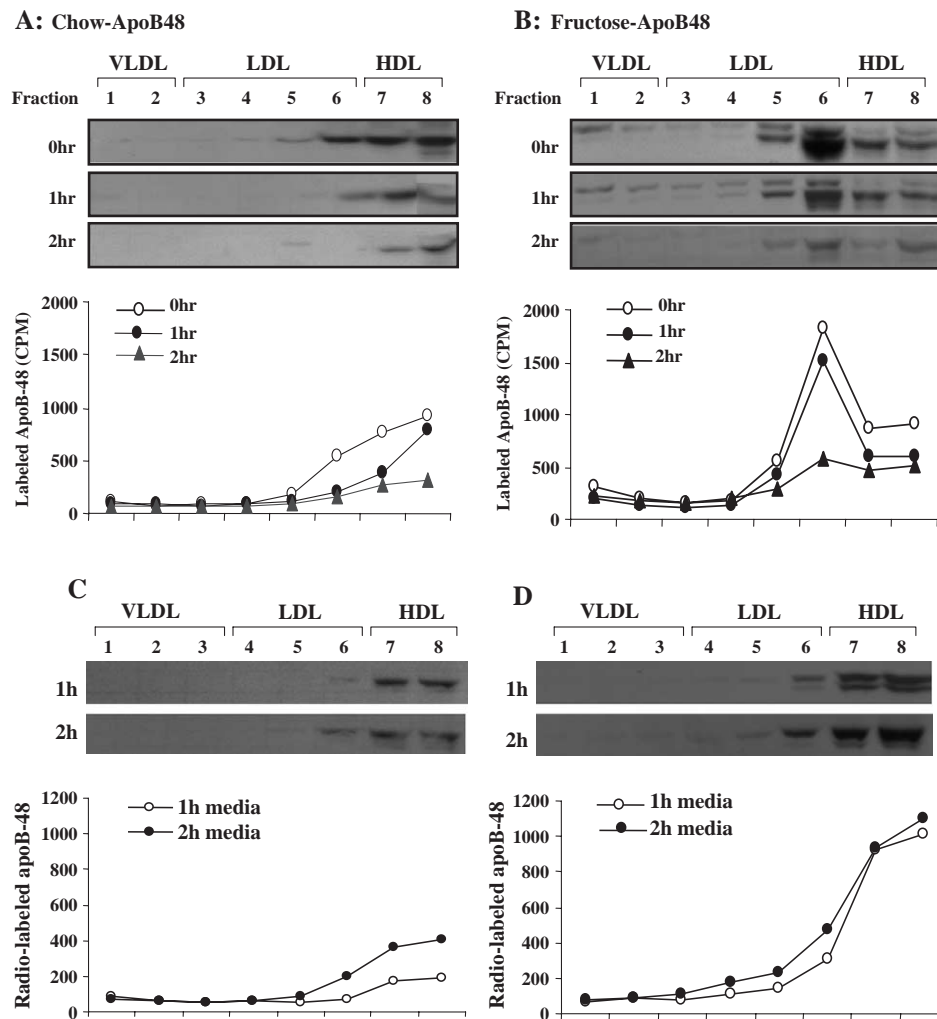 A: Chow-ApoB48
VLDL LDL HDL
Fraction 1 2 3 4 5 6 7 8
0hr
1hr
2hr
2000
1500
1000
500
0
Labeled ApoB-48 (CPM)
0hr
1hr
2hr
B: Fructose-ApoB48
VLDL LDL HDL
Fraction 1 2 3 4 5 6 7 8
0hr
1hr
2hr
2000
1500
1000
500
0
Labeled ApoB-48 (CPM)
0hr
1hr
2hr
C
VLDL LDL HDL
1 2 3 4 5 6 7 8
1h
2h
1200
1000
800
600
400
200
0
Radio-labeled apoB-48
1h media
2h media
D
VLDL LDL HDL
1 2 3 4 5 6 7 8
1h
2h
1200
1000
800
600
400
200
0
Radio-labeled apoB-48
1h media
2h media